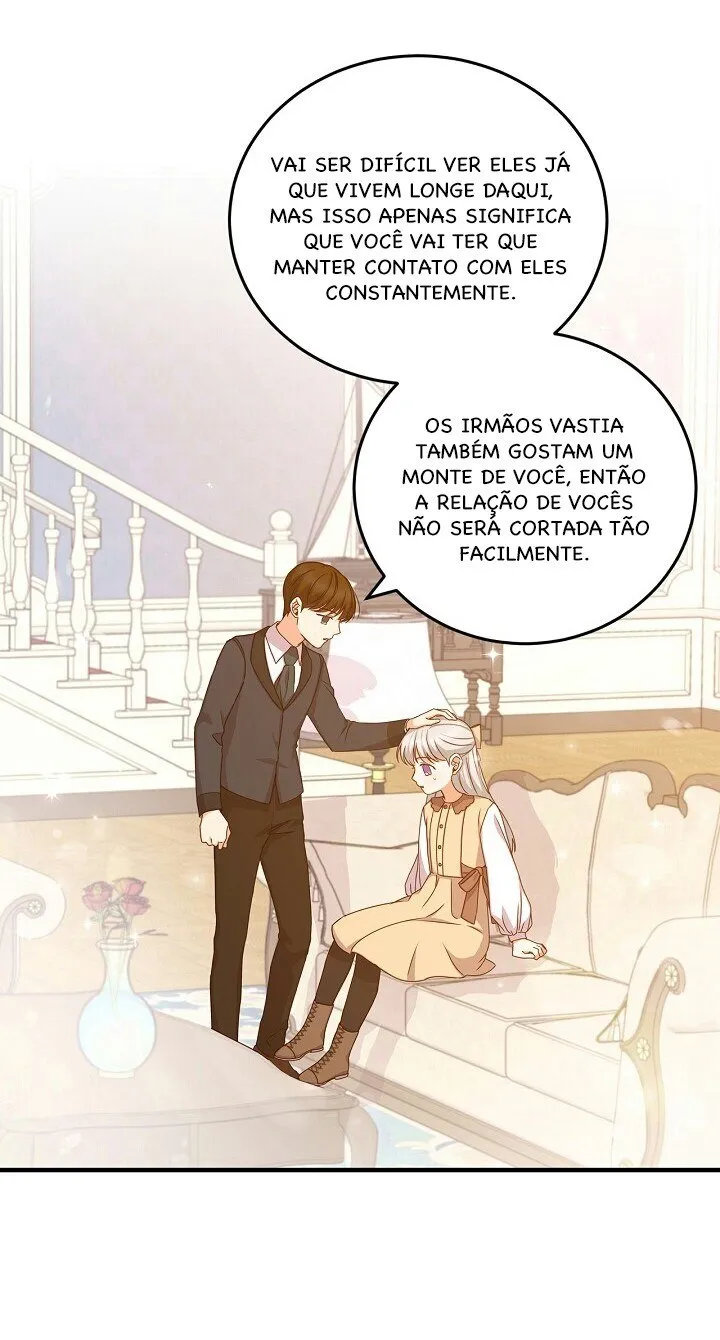 VAI SER DIFÍCIL VER ELES JÁ
QUE VIVEM LONGE DAQUI,
MAS ISSO APENAS SIGNIFICA
QUE VOCÊ VAI TER QUE
MANTER CONTATO COM ELES
CONSTANTEMENTE.
OS IRMÃOS VASTIA
TAMBÉM GOSTAM UM
MONTE DE VOCÊ, ENTÃO
A RELAÇÃO DE VOCÊS
NÃO SERÁ CORTADA TÃO
FACILMENTE.